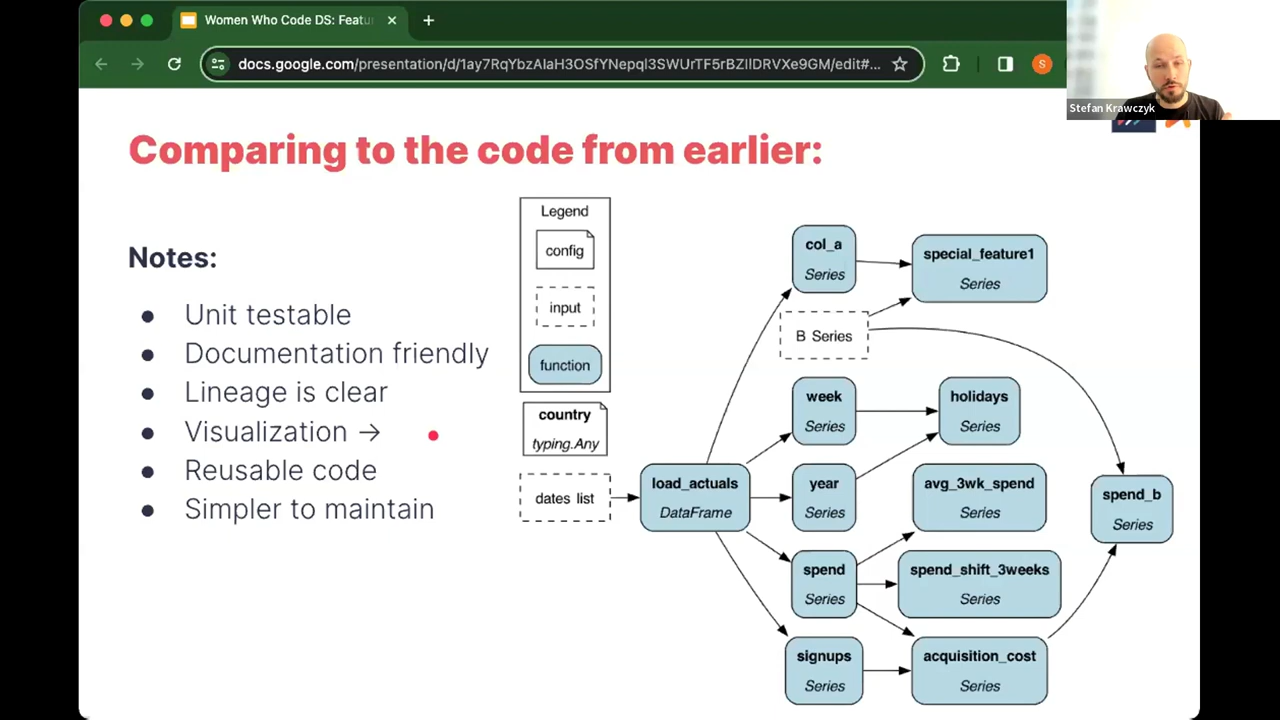 Women Who Code DS: Featu
docs.google.com/presentation/d/1ay7RqYbzAIaH3OSfYNepql3SWUrTF5rBZIlDRVXe9GM/edit#...
S
Stefan Krawczyk
Comparing to the code from earlier:
Notes:
● Unit testable
● Documentation friendly
● Lineage is clear
● Visualization →
● Reusable code
● Simpler to maintain
Legend
config
input
function
country
typing.Any
dates list
load_actuals
DataFrame
col_a
Series
special_feature1
Series
B Series
week
Series
holidays
Series
year
Series
avg_3wk_spend
Series
spend_b
Series
spend
Series
spend_shift_3weeks
Series
signups
Series
acquisition_cost
Series